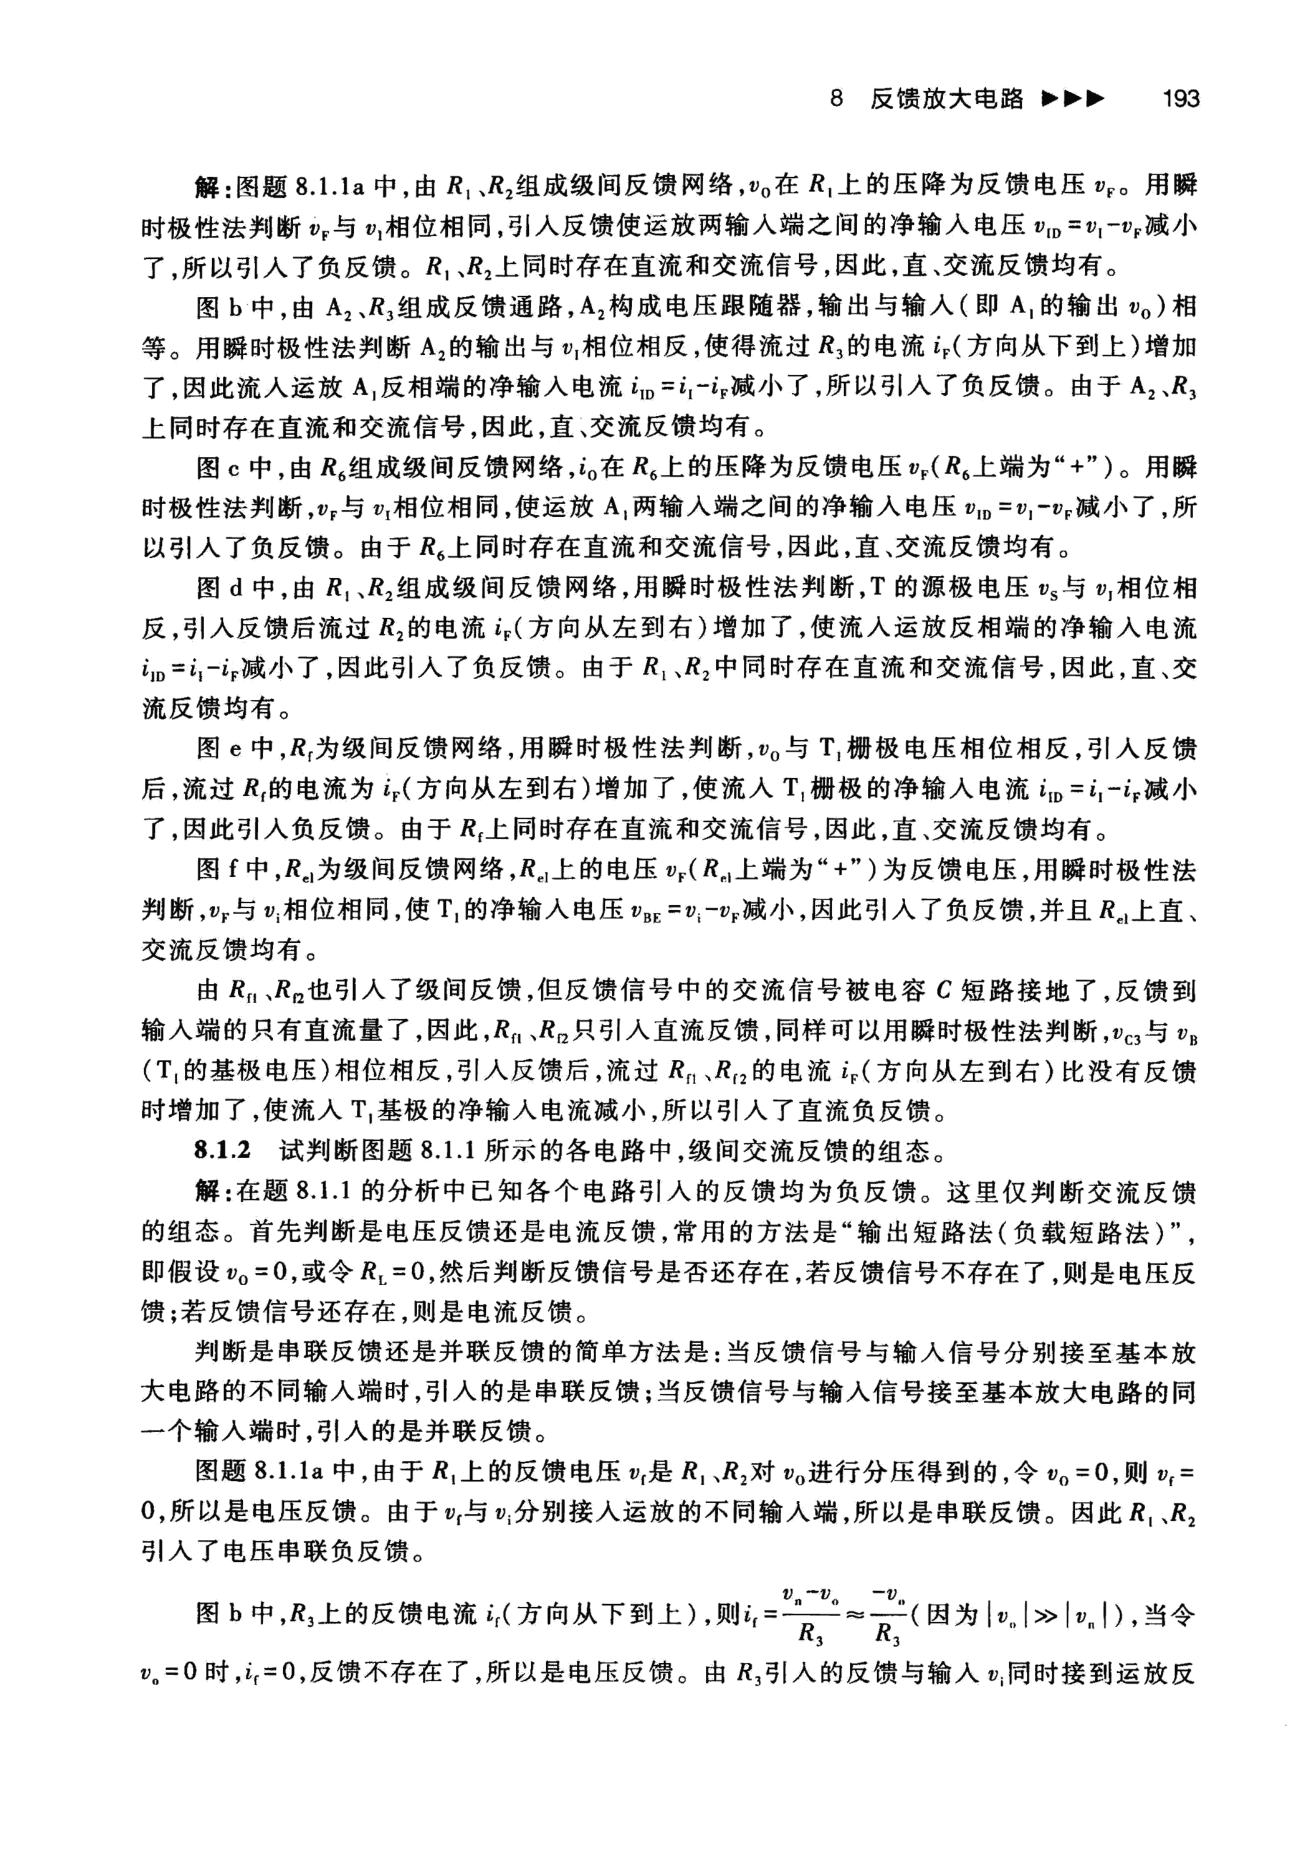 8 反馈放大电路 ▶▶▶ 193
解:图题 8.1.1a 中,由 R₁、R₂组成级间反馈网络,v_O在 R₁上的压降为反馈电压 v_F。用瞬
时极性法判断 v_F与 v_I相位相同,引入反馈使运放两输入端之间的净输入电压 v_ID=v_I-v_F减小
了,所以引入了负反馈。R₁、R₂上同时存在直流和交流信号,因此,直、交流反馈均有。
图 b 中,由 A₂、R₃组成反馈通路,A₂构成电压跟随器,输出与输入(即 A₁的输出 v_O)相
等。用瞬时极性法判断 A₂的输出与 v_I相位相反,使得流过 R₃的电流 i_F(方向从下到上)增加
了,因此流入运放 A₁反相端的净输入电流 i_ID=i_I-i_F减小了,所以引入了负反馈。由于 A₂、R₃
上同时存在直流和交流信号,因此,直、交流反馈均有。
图 c 中,由 R₆组成级间反馈网络,i_O在 R₆上的压降为反馈电压 v_F(R₆上端为“+”)。用瞬
时极性法判断,v_F与 v_I相位相同,使运放 A₁两输入端之间的净输入电压 v_ID=v_I-v_F减小了,所
以引入了负反馈。由于 R₆上同时存在直流和交流信号,因此,直、交流反馈均有。
图 d 中,由 R₁、R₂组成级间反馈网络,用瞬时极性法判断,T 的源极电压 v_S与 v_I相位相
反,引入反馈后流过 R₂的电流 i_F(方向从左到右)增加了,使流入运放反相端的净输入电流
i_ID=i_I-i_F减小了,因此引入了负反馈。由于 R₁、R₂中同时存在直流和交流信号,因此,直、交
流反馈均有。
图 e 中,R_f为级间反馈网络,用瞬时极性法判断,v_O与 T₁栅极电压相位相反,引入反馈
后,流过 R_f的电流为 i_F(方向从左到右)增加了,使流入 T₁栅极的净输入电流 i_ID=i_I-i_F减小
了,因此引入负反馈。由于 R_f上同时存在直流和交流信号,因此,直、交流反馈均有。
图 f 中,R_e1为级间反馈网络,R_e1上的电压 v_F(R_e1上端为“+”)为反馈电压,用瞬时极性法
判断,v_F与 v_i相位相同,使 T₁的净输入电压 v_BE=v_i-v_F减小,因此引入了负反馈,并且 R_e1上直、
交流反馈均有。
由 R_f1、R_f2也引入了级间反馈,但反馈信号中的交流信号被电容 C 短路接地了,反馈到
输入端的只有直流量了,因此,R_f1、R_f2只引入直流反馈,同样可以用瞬时极性法判断,v_C3与 v_B
(T₁的基极电压)相位相反,引入反馈后,流过 R_f1、R_f2的电流 i_F(方向从左到右)比没有反馈
时增加了,使流入 T₁基极的净输入电流减小,所以引入了直流负反馈。
8.1.2 试判断图题 8.1.1 所示的各电路中,级间交流反馈的组态。
解:在题 8.1.1 的分析中已知各个电路引入的反馈均为负反馈。这里仅判断交流反馈
的组态。首先判断是电压反馈还是电流反馈,常用的方法是“输出短路法(负载短路法)”,
即假设 v_O=0,或令 R_L=0,然后判断反馈信号是否还存在,若反馈信号不存在了,则是电压反
馈;若反馈信号还存在,则是电流反馈。
判断是串联反馈还是并联反馈的简单方法是:当反馈信号与输入信号分别接至基本放
大电路的不同输入端时,引入的是串联反馈;当反馈信号与输入信号接至基本放大电路的同
一个输入端时,引入的是并联反馈。
图题 8.1.1a 中,由于 R₁上的反馈电压 v_f是 R₁、R₂对 v_O进行分压得到的,令 v_O=0,则 v_f=
0,所以是电压反馈。由于 v_f与 v_i分别接入运放的不同输入端,所以是串联反馈。因此 R₁、R₂
引入了电压串联负反馈。
图 b 中,R₃上的反馈电流 i_f(方向从下到上),则i_f=(v_n-v_o)/R₃≈(-v_o)/R₃(因为|v_o|≫|v_n|),当令
v_o=0 时,i_f=0,反馈不存在了,所以是电压反馈。由 R₃引入的反馈与输入 v_i同时接到运放反